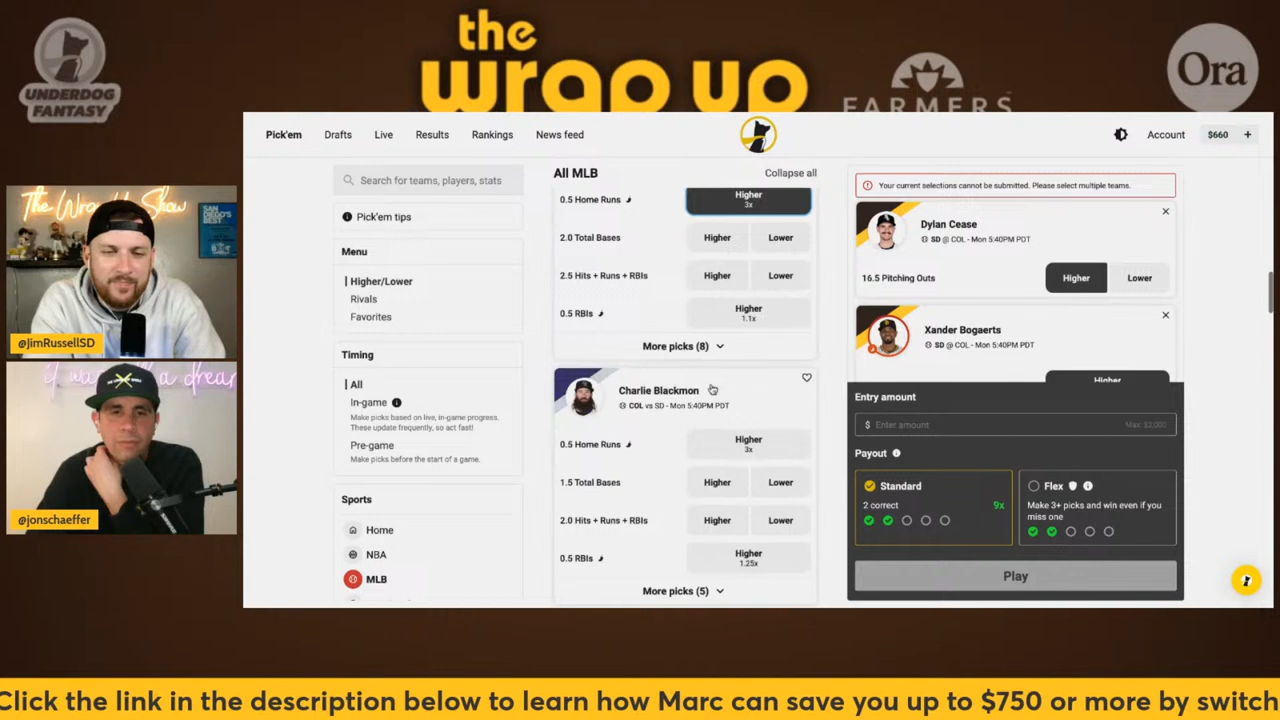 the
wrap up
UNDERDOG
FANTASY
FARMERS
Ora
The Wrap Up Show
SAN DIEGO'S
BEST
@JimRussellSD
@jonschaeffer
Pick'em
Drafts
Live
Results
Rankings
News feed
Account
$660
+
Search for teams, players, stats
Pick'em tips
Menu
Higher/Lower
Rivals
Favorites
Timing
All
In-game
Make picks based on live, in-game progress.
These update frequently, so act fast!
Pre-game
Make picks before the start of a game.
Sports
Home
NBA
MLB
All MLB
Collapse all
0.5 Home Runs
Higher
3x
2.0 Total Bases
Higher
Lower
2.5 Hits + Runs + RBIs
Higher
Lower
0.5 RBIs
Higher
1.1x
More picks (8)
Charlie Blackmon
COL vs SD - Mon 5:40PM PDT
0.5 Home Runs
Higher
3x
1.5 Total Bases
Higher
Lower
2.0 Hits + Runs + RBIs
Higher
Lower
0.5 RBIs
Higher
1.25x
More picks (5)
Your current selections cannot be submitted. Please select multiple teams.
Dylan Cease
SD @ COL - Mon 5:40PM PDT
16.5 Pitching Outs
Higher
Lower
Xander Bogaerts
SD @ COL - Mon 5:40PM PDT
Higher
Entry amount
$ Enter amount
Max: $2,000
Payout
Standard
2 correct
9x
Flex
Make 3+ picks and win even if you
miss one
Play
Click the link in the description below to learn how Marc can save you up to $750 or more by switch